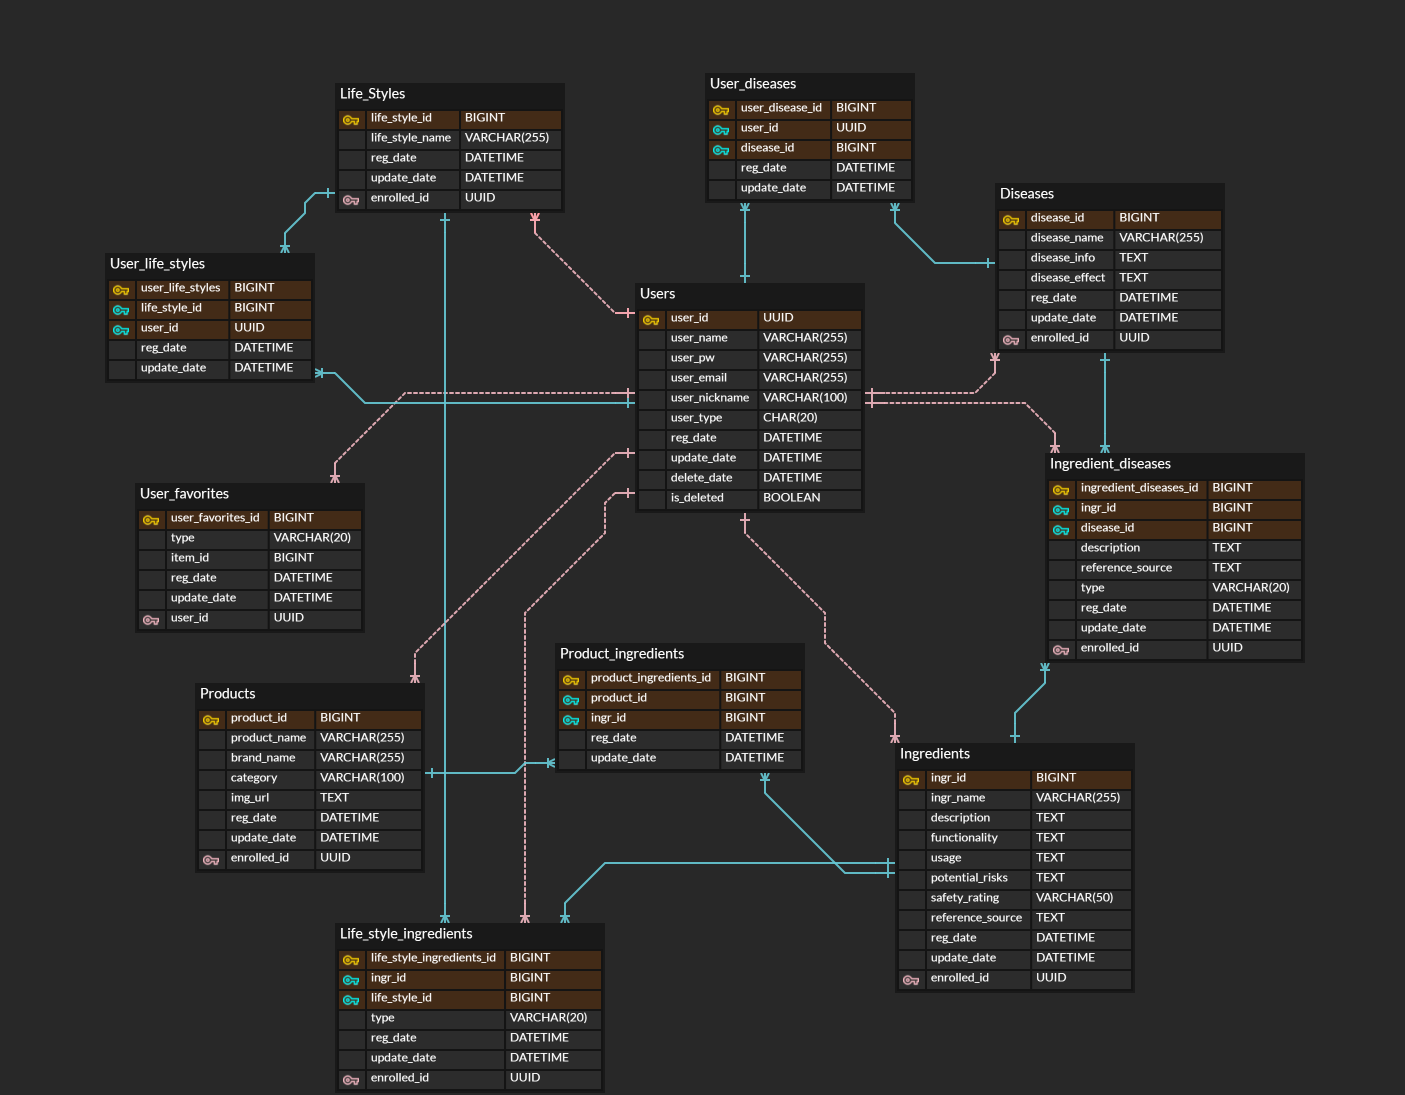 Life_Styles
life_style_id BIGINT
life_style_name VARCHAR(255)
reg_date DATETIME
update_date DATETIME
enrolled_id UUID
User_diseases
user_disease_id BIGINT
user_id UUID
disease_id BIGINT
reg_date DATETIME
update_date DATETIME
Diseases
disease_id BIGINT
disease_name VARCHAR(255)
disease_info TEXT
disease_effect TEXT
reg_date DATETIME
update_date DATETIME
enrolled_id UUID
User_life_styles
user_life_styles BIGINT
life_style_id BIGINT
user_id UUID
reg_date DATETIME
update_date DATETIME
Users
user_id UUID
user_name VARCHAR(255)
user_pw VARCHAR(255)
user_email VARCHAR(255)
user_nickname VARCHAR(100)
user_type CHAR(20)
reg_date DATETIME
update_date DATETIME
delete_date DATETIME
is_deleted BOOLEAN
Ingredient_diseases
ingredient_diseases_id BIGINT
ingr_id BIGINT
disease_id BIGINT
description TEXT
reference_source TEXT
type VARCHAR(20)
reg_date DATETIME
update_date DATETIME
enrolled_id UUID
User_favorites
user_favorites_id BIGINT
type VARCHAR(20)
item_id BIGINT
reg_date DATETIME
update_date DATETIME
user_id UUID
Product_ingredients
product_ingredients_id BIGINT
product_id BIGINT
ingr_id BIGINT
reg_date DATETIME
update_date DATETIME
Products
product_id BIGINT
product_name VARCHAR(255)
brand_name VARCHAR(255)
category VARCHAR(100)
img_url TEXT
reg_date DATETIME
update_date DATETIME
enrolled_id UUID
Ingredients
ingr_id BIGINT
ingr_name VARCHAR(255)
description TEXT
functionality TEXT
usage TEXT
potential_risks TEXT
safety_rating VARCHAR(50)
reference_source TEXT
reg_date DATETIME
update_date DATETIME
enrolled_id UUID
Life_style_ingredients
life_style_ingredients_id BIGINT
ingr_id BIGINT
life_style_id BIGINT
type VARCHAR(20)
reg_date DATETIME
update_date DATETIME
enrolled_id UUID